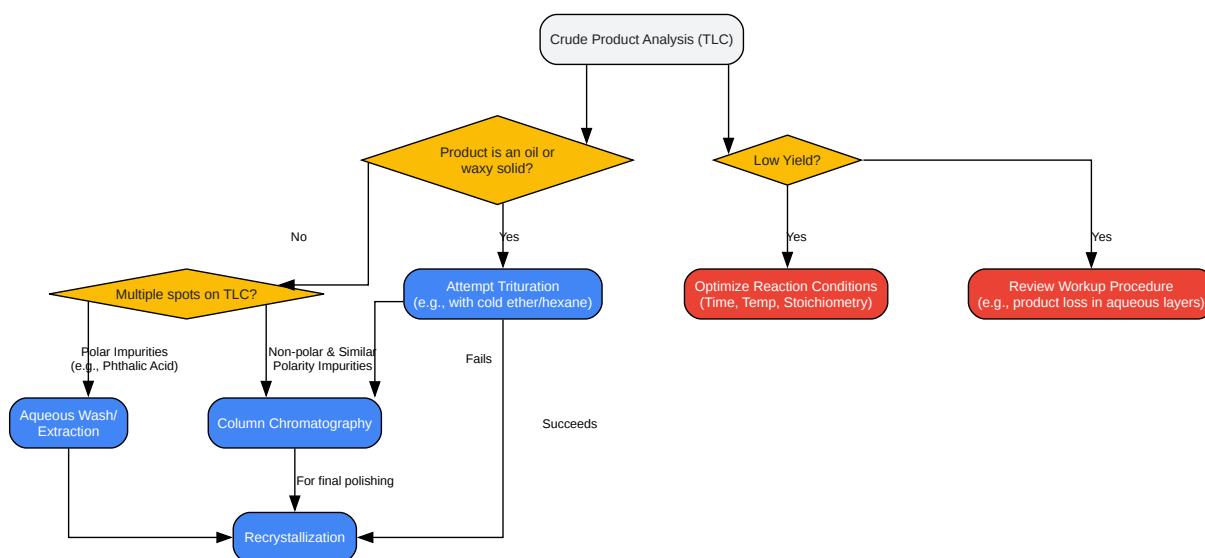 Crude Product Analysis (TLC)
Product is an oil or
waxy solid?
Low Yield?
No
Yes
Yes
Yes
Multiple spots on TLC?
Attempt Trituration
(e.g., with cold ether/hexane)
Optimize Reaction Conditions
(Time, Temp, Stoichiometry)
Review Workup Procedure
(e.g., product loss in aqueous layers)
Polar Impurities
(e.g., Phthalic Acid)
Non-polar & Similar
Polarity Impurities
Fails
Aqueous Wash/
Extraction
Column Chromatography
Succeeds
For final polishing
Recrystallization